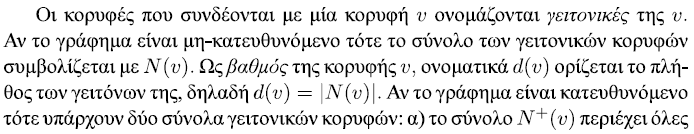 Οι κορυφές που συνδέονται με μία κορυφή v ονομάζονται γειτονικές της v.
Αν το γράφημα είναι μη-κατευθυνόμενο τότε το σύνολο των γειτονικών κορυφών
συμβολίζεται με N(v). Ως βαθμός της κορυφής v, ονοματικά d(v) ορίζεται το πλή-
θος των γειτόνων της, δηλαδή d(v) = |N(v)|. Αν το γράφημα είναι κατευθυνόμενο
τότε υπάρχουν δύο σύνολα γειτονικών κορυφών: α) το σύνολο N⁺(v) περιέχει όλες